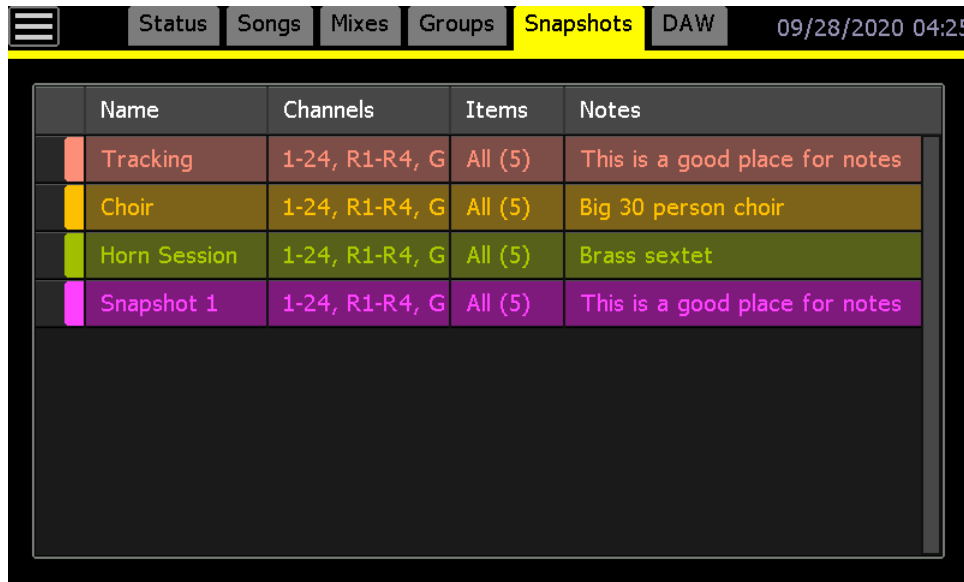 Status Songs Mixes Groups Snapshots DAW 09/28/2020 04:25
Name Channels Items Notes
Tracking 1-24, R1-R4, G All (5) This is a good place for notes
Choir 1-24, R1-R4, G All (5) Big 30 person choir
Horn Session 1-24, R1-R4, G All (5) Brass sextet
Snapshot 1 1-24, R1-R4, G All (5) This is a good place for notes